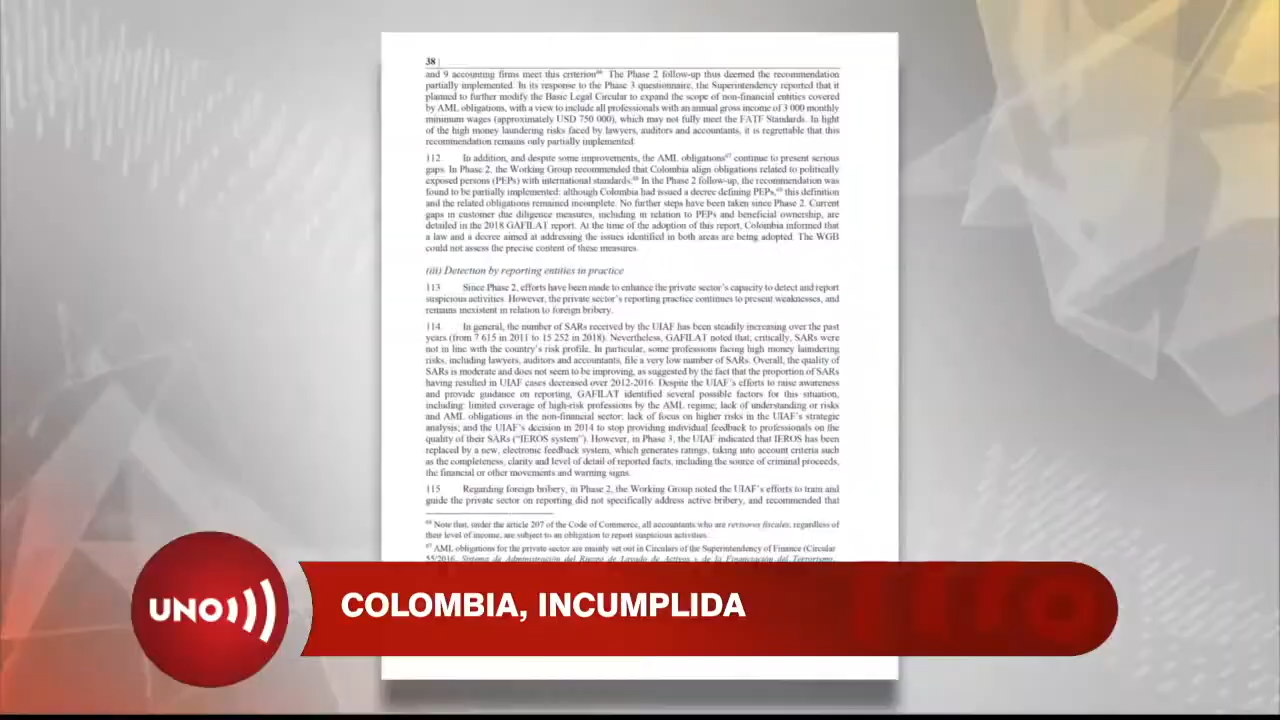 38 |
and 9 accounting firms meet this criterion⁶⁶ The Phase 2 follow-up thus deemed the recommendation
partially implemented. In its response to the Phase 3 questionnaire, the Superintendency reported that it
planned to further modify the Basic Legal Circular to expand the scope of non-financial entities covered
by AML obligations, with a view to include all professionals with an annual gross income of 3 000 monthly
minimum wages (approximately USD 750 000), which may not fully meet the FATF Standards. In light
of the high money laundering risks faced by lawyers, auditors and accountants, it is regrettable that this
recommendation remains only partially implemented.
112. In addition, and despite some improvements, the AML obligations⁶⁷ continue to present serious
gaps. In Phase 2, the Working Group recommended that Colombia align obligations related to politically
exposed persons (PEPs) with international standards.⁶⁸ In the Phase 2 follow-up, the recommendation was
found to be partially implemented: although Colombia had issued a decree defining PEPs,⁶⁹ this definition
and the related obligations remained incomplete. No further steps have been taken since Phase 2. Current
gaps in customer due diligence measures, including in relation to PEPs and beneficial ownership, are
detailed in the 2018 GAFILAT report. At the time of the adoption of this report, Colombia informed that
a law and a decree aimed at addressing the issues identified in both areas are being adopted. The WGB
could not assess the precise content of these measures.
(iii) Detection by reporting entities in practice
113. Since Phase 2, efforts have been made to enhance the private sector's capacity to detect and report
suspicious activities. However, the private sector's reporting practice continues to present weaknesses, and
remains inexistent in relation to foreign bribery.
114. In general, the number of SARs received by the UIAF has been steadily increasing over the past
years (from 7 615 in 2011 to 15 252 in 2018). Nevertheless, GAFILAT noted that, critically, SARs were
not in line with the country's risk profile. In particular, some professions facing high money laundering
risks, including lawyers, auditors and accountants, file a very low number of SARs. Overall, the quality of
SARs is moderate and does not seem to be improving, as suggested by the fact that the proportion of SARs
having resulted in UIAF cases decreased over 2012-2016. Despite the UIAF's efforts to raise awareness
and provide guidance on reporting, GAFILAT identified several possible factors for this situation,
including: limited coverage of high-risk professions by the AML regime; lack of understanding or risks
and AML obligations in the non-financial sector; lack of focus on higher risks in the UIAF's strategic
analysis; and the UIAF's decision in 2014 to stop providing individual feedback to professionals on the
quality of their SARs ("IEROS system"). However, in Phase 3, the UIAF indicated that IEROS has been
replaced by a new, electronic feedback system, which generates ratings, taking into account criteria such
as the completeness, clarity and level of detail of reported facts, including the source of criminal proceeds,
the financial or other movements and warning signs.
115. Regarding foreign bribery, in Phase 2, the Working Group noted the UIAF's efforts to train and
guide the private sector on reporting did not specifically address active bribery, and recommended that
⁶⁶ Note that, under the article 207 of the Code of Commerce, all accountants who are revisores fiscales, regardless of
their level of income, are subject to an obligation to report suspicious activities.
⁶⁷ AML obligations for the private sector are mainly set out in Circulars of the Superintendency of Finance (Circular
55/2016, Sistema de Administración del Riesgo de Lavado de Activos y de la Financiación del Terrorismo,
UNO
COLOMBIA, INCUMPLIDA